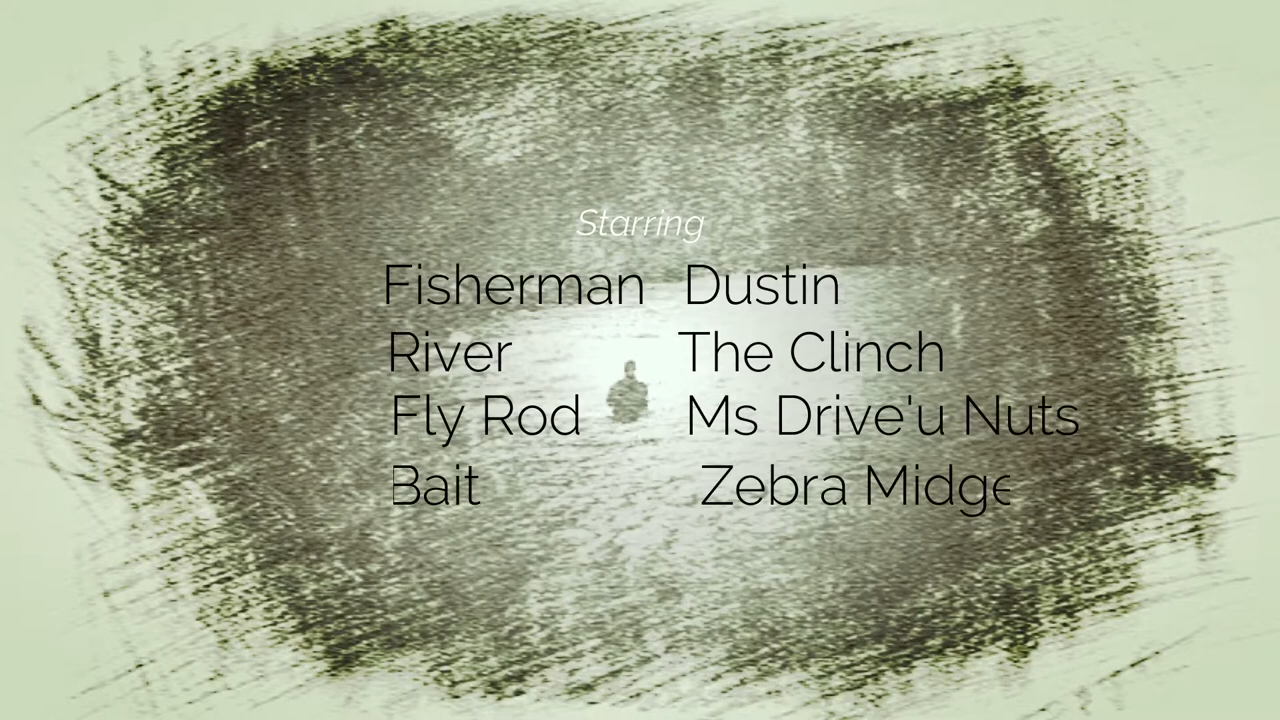 Starring
Fisherman Dustin
River The Clinch
Fly Rod Ms Drive'u Nuts
Bait Zebra Midge